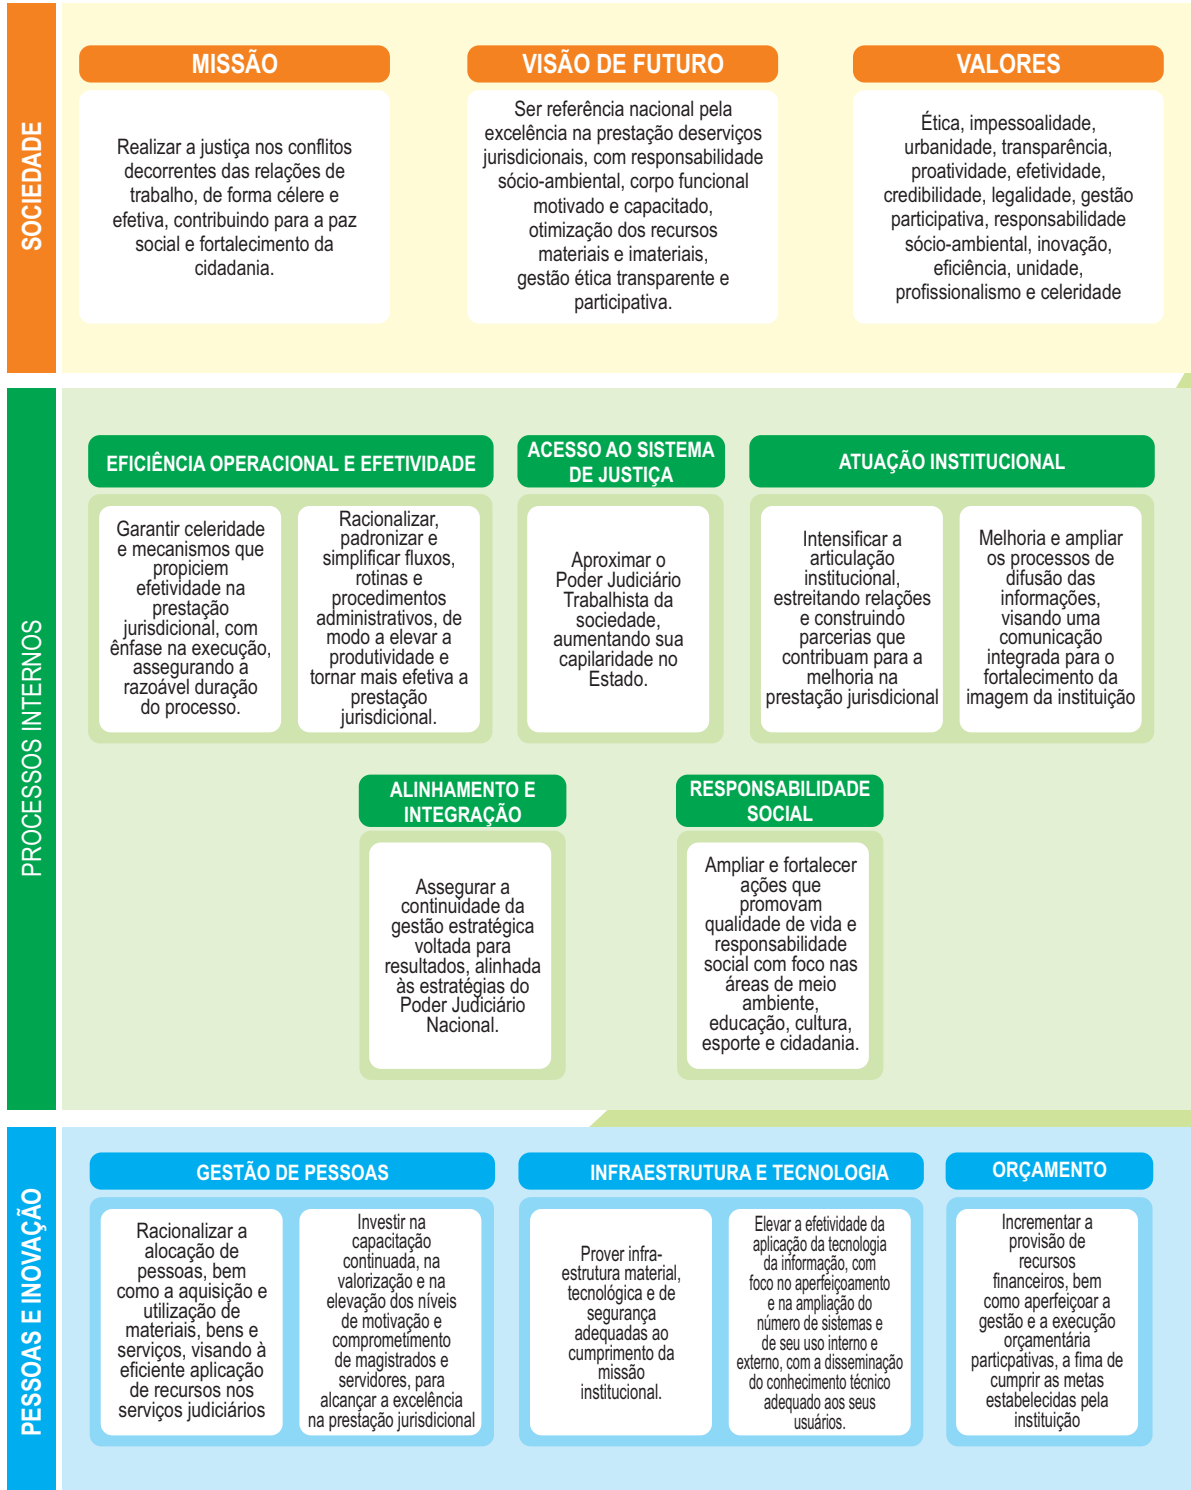 SOCIEDADE
MISSÃO
Realizar a justiça nos conflitos
decorrentes das relações de
trabalho, de forma célere e
efetiva, contribuindo para a paz
social e fortalecimento da
cidadania.
VISÃO DE FUTURO
Ser referência nacional pela
excelência na prestação deserviços
jurisdicionais, com responsabilidade
sócio-ambiental, corpo funcional
motivado e capacitado,
otimização dos recursos
materiais e imateriais,
gestão ética transparente e
participativa.
VALORES
Ética, impessoalidade,
urbanidade, transparência,
proatividade, efetividade,
credibilidade, legalidade, gestão
participativa, responsabilidade
sócio-ambiental, inovação,
eficiência, unidade,
profissionalismo e celeridade
PROCESSOS INTERNOS
EFICIÊNCIA OPERACIONAL E EFETIVIDADE
Garantir celeridade
e mecanismos que
propiciem
efetividade na
prestação
jurisdicional, com
ênfase na execução,
assegurando a
razoável duração
do processo.
Racionalizar,
padronizar e
simplificar fluxos,
rotinas e
procedimentos
administrativos, de
modo a elevar a
produtividade e
tornar mais efetiva a
prestação
jurisdicional.
ACESSO AO SISTEMA
DE JUSTIÇA
Aproximar o
Poder Judiciário
Trabalhista da
sociedade,
aumentando sua
capilaridade no
Estado.
ATUAÇÃO INSTITUCIONAL
Intensificar a
articulação
institucional,
estreitando relações
e construindo
parcerias que
contribuam para a
melhoria na
prestação jurisdicional
Melhoria e ampliar
os processos de
difusão das
informações,
visando uma
comunicação
integrada para o
fortalecimento da
imagem da instituição
ALINHAMENTO E
INTEGRAÇÃO
Assegurar a
continuidade da
gestão estratégica
voltada para
resultados, alinhada
às estratégias do
Poder Judiciário
Nacional.
RESPONSABILIDADE
SOCIAL
Ampliar e fortalecer
ações que
promovam
qualidade de vida e
responsabilidade
social com foco nas
áreas de meio
ambiente,
educação, cultura,
esporte e cidadania.
PESSOAS E INOVAÇÃO
GESTÃO DE PESSOAS
Racionalizar a
alocação de
pessoas, bem
como a aquisição e
utilização de
materiais, bens e
serviços, visando à
eficiente aplicação
de recursos nos
serviços judiciários
Investir na
capacitação
continuada, na
valorização e na
elevação dos níveis
de motivação e
comprometimento
de magistrados e
servidores, para
alcançar a excelência
na prestação jurisdicional
INFRAESTRUTURA E TECNOLOGIA
Prover infra-
estrutura material,
tecnológica e de
segurança
adequadas ao
cumprimento da
missão
institucional.
Elevar a efetividade da
aplicação da tecnologia
da informação, com
foco no aperfeiçoamento
e na ampliação do
número de sistemas e
de seu uso interno e
externo, com a disseminação
do conhecimento técnico
adequado aos seus
usuários.
ORÇAMENTO
Incrementar a
provisão de
recursos
financeiros, bem
como aperfeiçoar a
gestão e a execução
orçamentária
particpativas, a fima de
cumprir as metas
estabelecidas pela
instituição